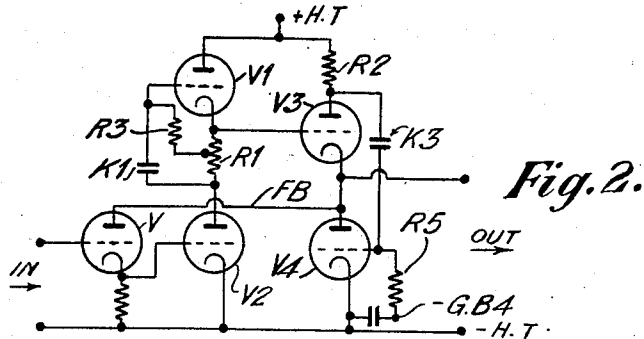 +H.T
V1
R2
V3
R3
K1
R1
K3
Fig. 2.
FB
V
V2
V4
R5
IN
OUT
-G.B4
-H.T